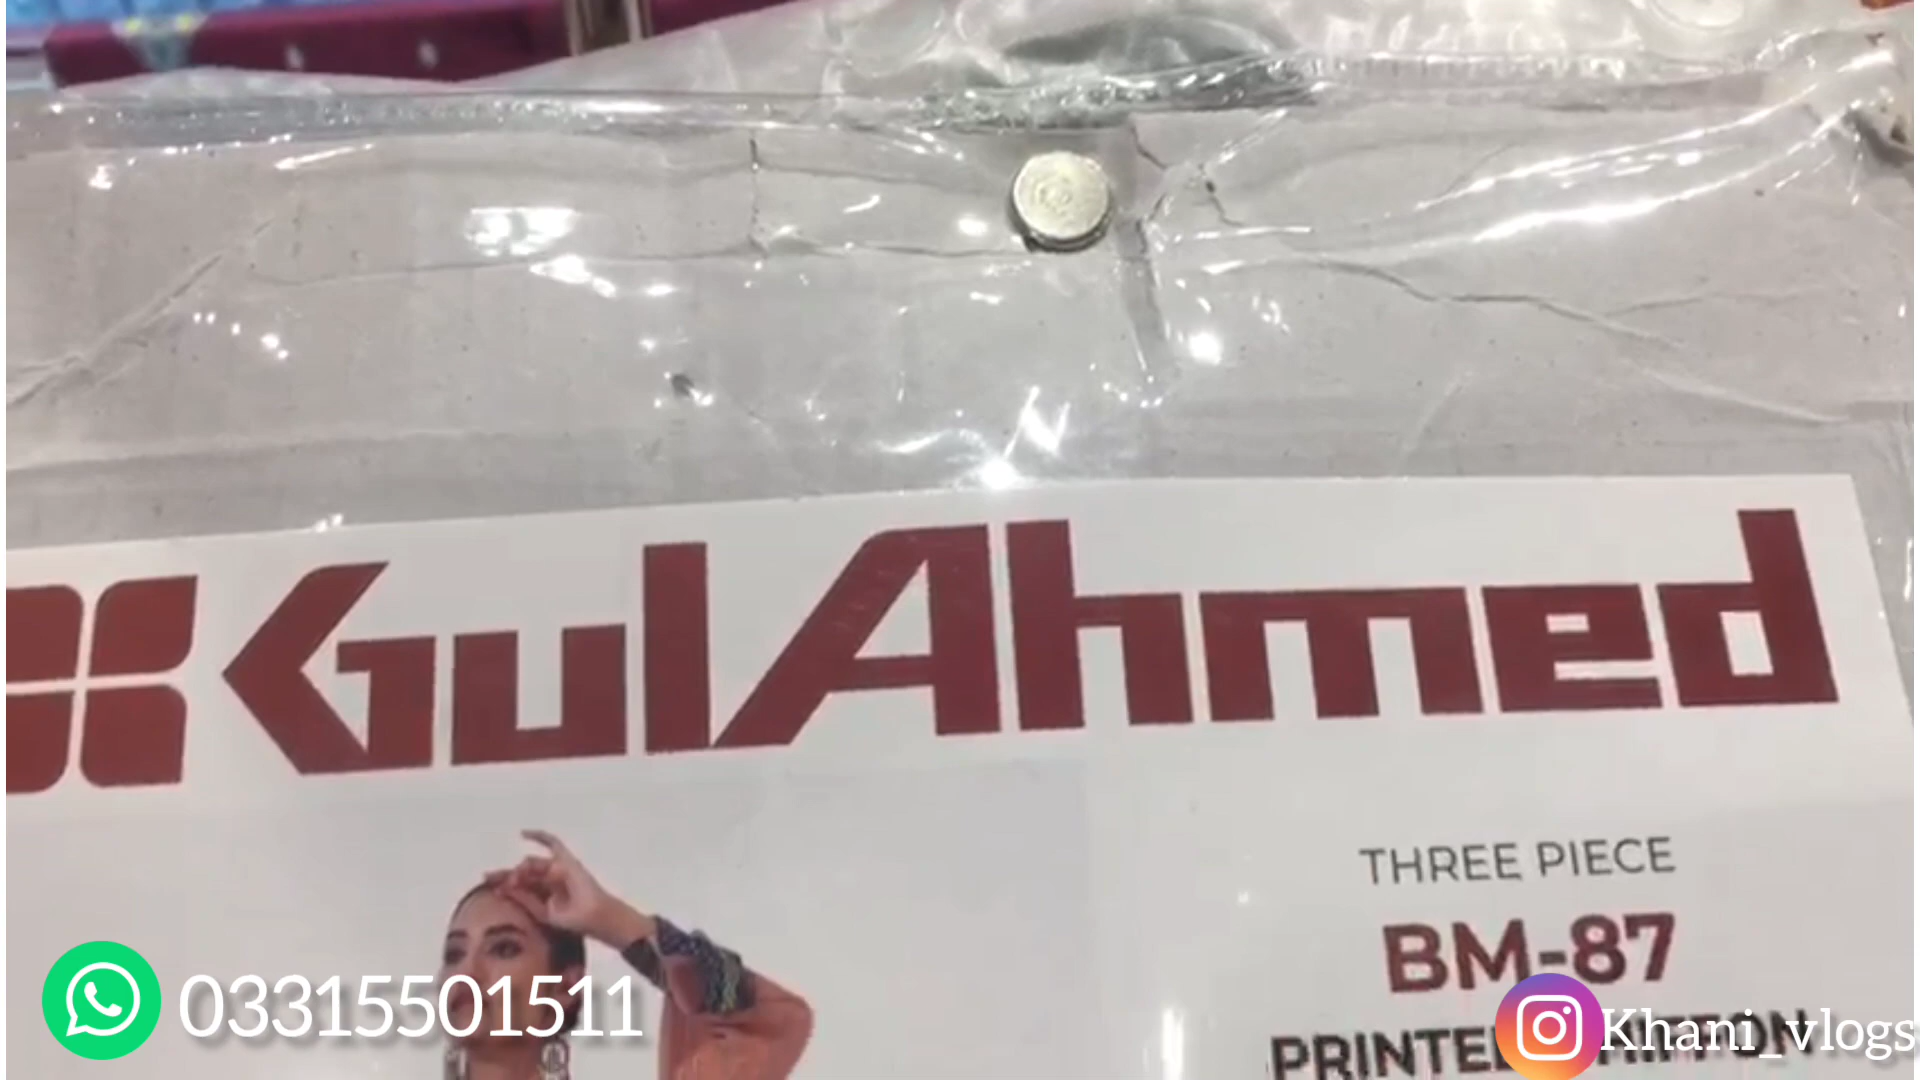 GulAhmed
THREE PIECE
BM-87
03315501511
Khani_vlogs